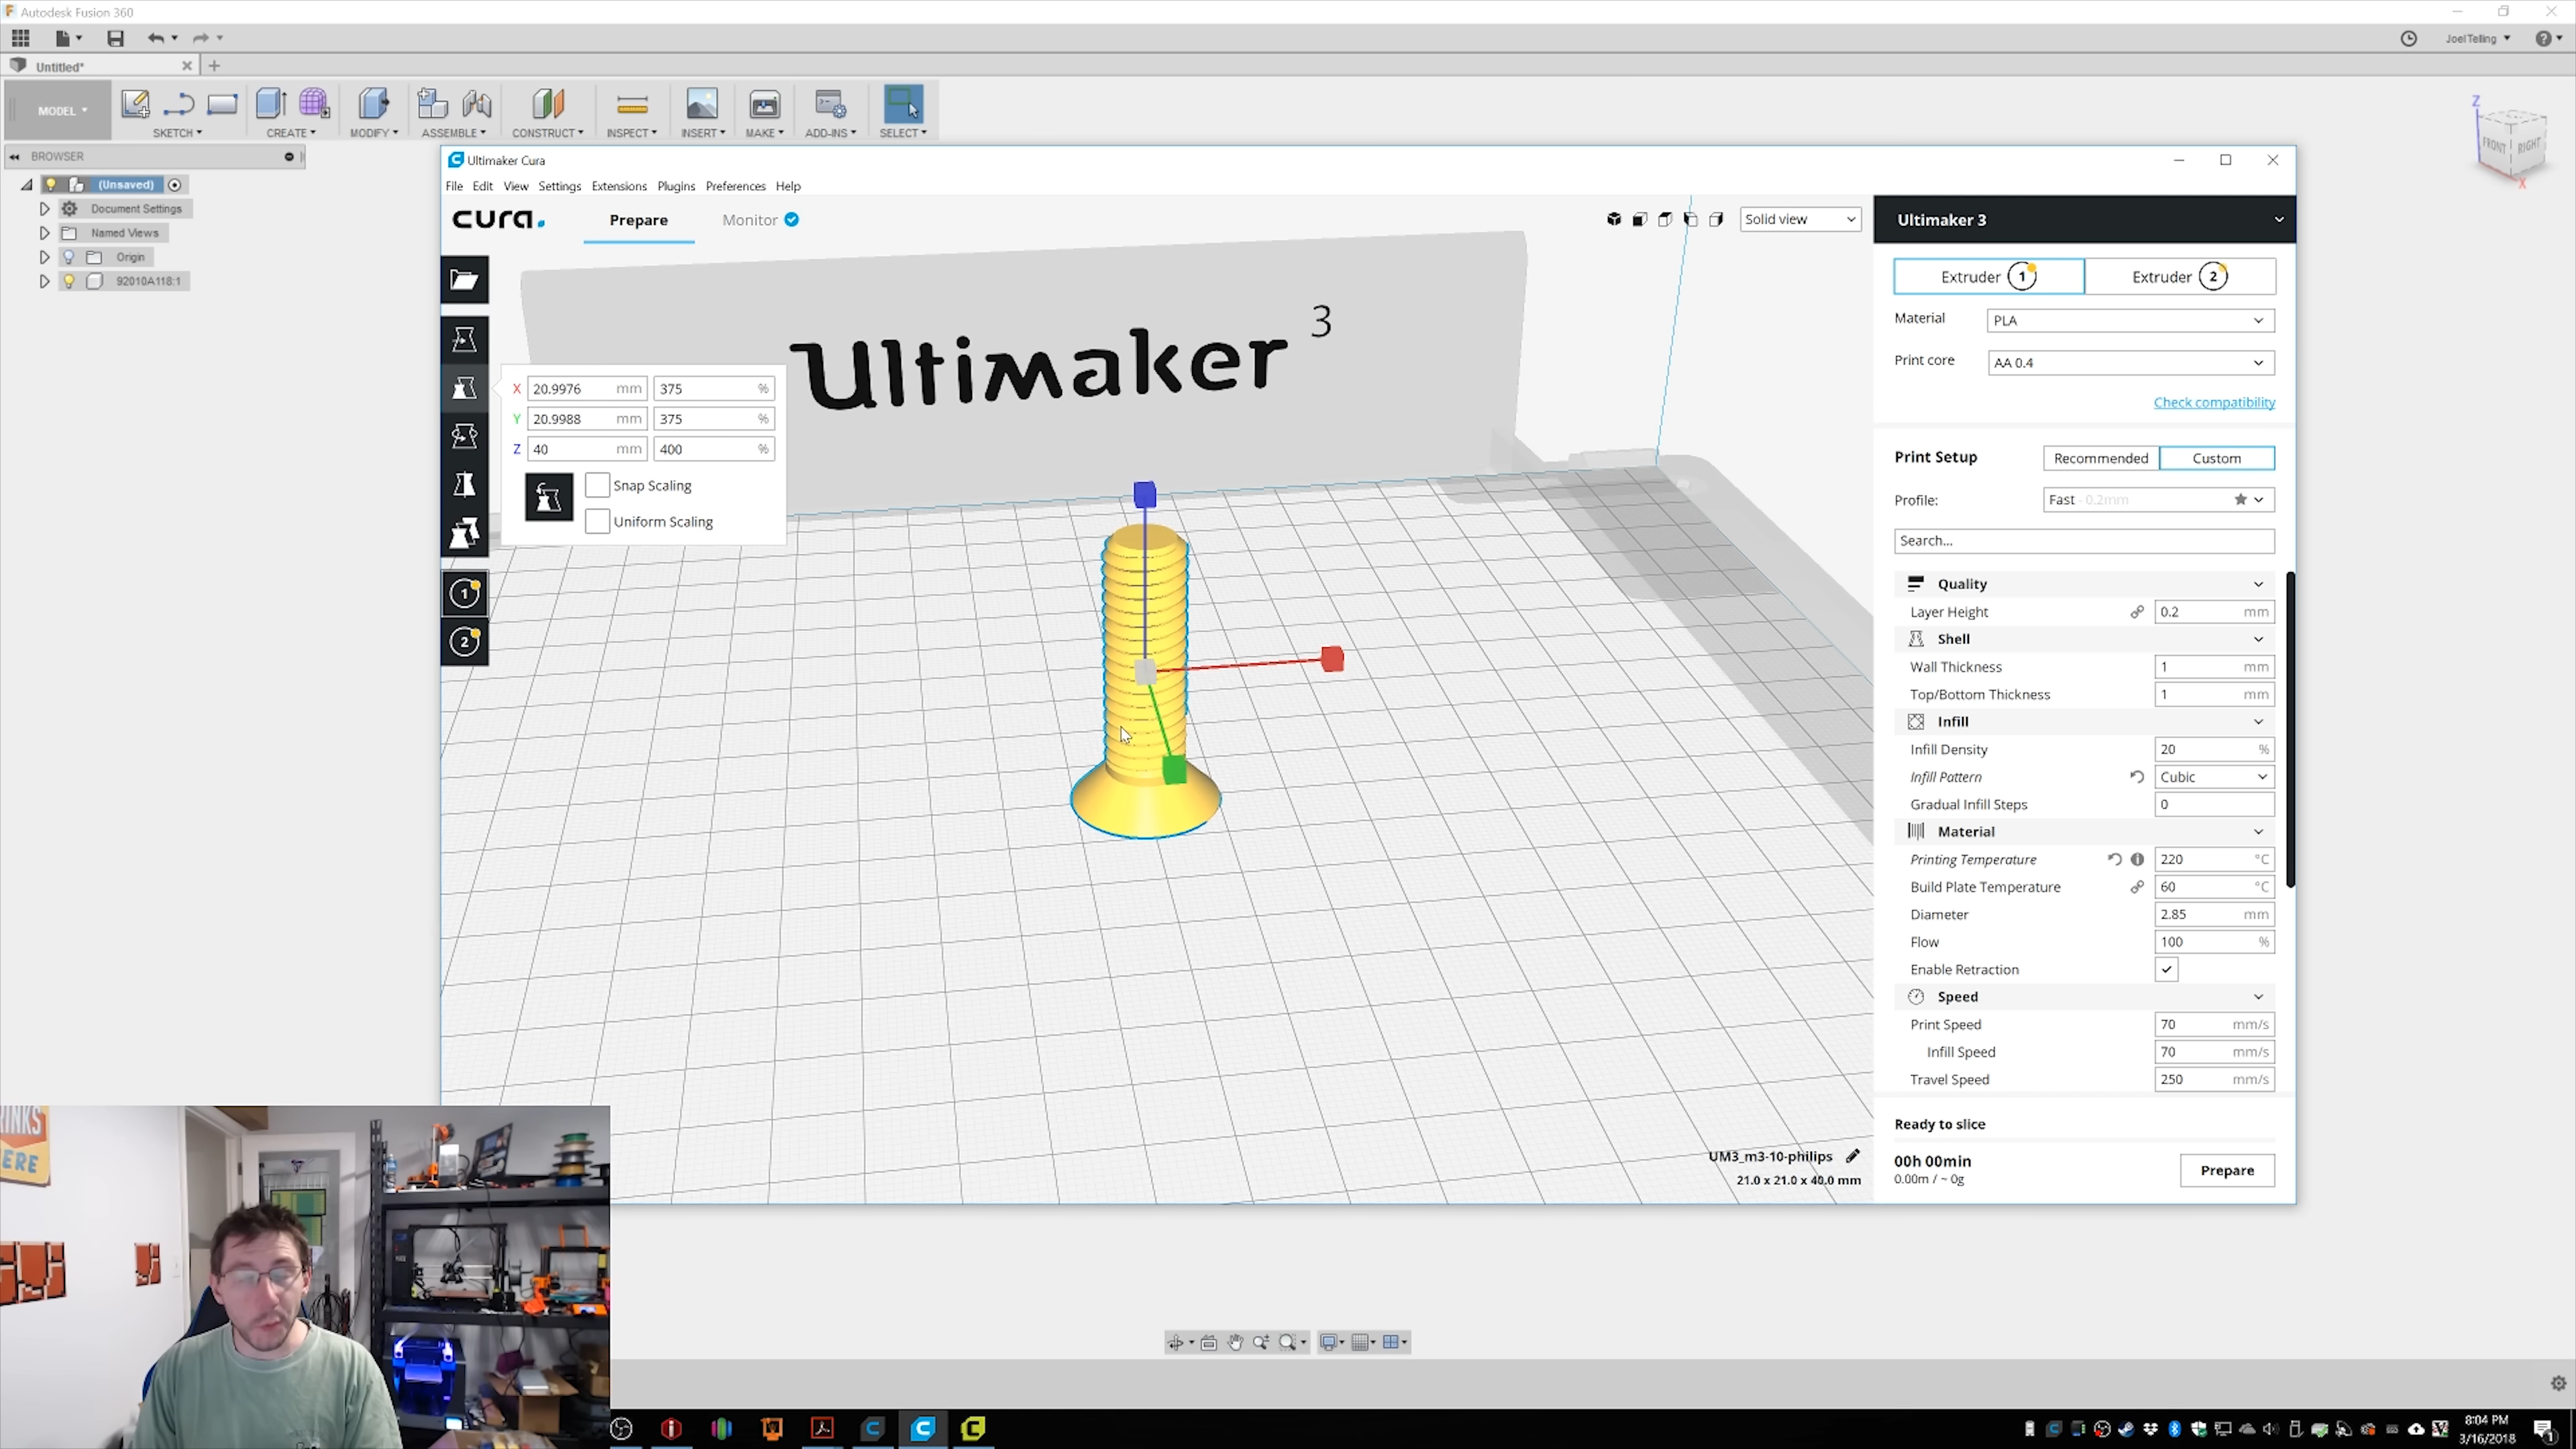 Autodesk Fusion 360
JoelTelling
Untitled*
MODEL
SKETCH
CREATE
MODIFY
ASSEMBLE
CONSTRUCT
INSPECT
INSERT
MAKE
ADD-INS
SELECT
Z
FRONT
RIGHT
X
BROWSER
(Unsaved)
Document Settings
Named Views
Origin
92010A118:1
Ultimaker Cura
File Edit View Settings Extensions Plugins Preferences Help
cura.
Prepare
Monitor
Solid view
Ultimaker 3
X 20.9976 mm 375 %
Y 20.9988 mm 375 %
Z 40 mm 400 %
Snap Scaling
Uniform Scaling
1
2
Ultimaker 3
Extruder 1
Extruder 2
Material PLA
Print core AA 0.4
Check compatibility
Print Setup Recommended Custom
Profile: Fast - 0.2mm
Search...
Quality
Layer Height 0.2 mm
Shell
Wall Thickness 1 mm
Top/Bottom Thickness 1 mm
Infill
Infill Density 20 %
Infill Pattern Cubic
Gradual Infill Steps 0
Material
Printing Temperature 220 °C
Build Plate Temperature 60 °C
Diameter 2.85 mm
Flow 100 %
Enable Retraction
Speed
Print Speed 70 mm/s
Infill Speed 70 mm/s
Travel Speed 250 mm/s
UM3_m3-10-philips
21.0 x 21.0 x 40.0 mm
Ready to slice
00h 00min
0.00m / ~ 0g
Prepare
RINKS
ERE
8:04 PM
3/16/2018
1